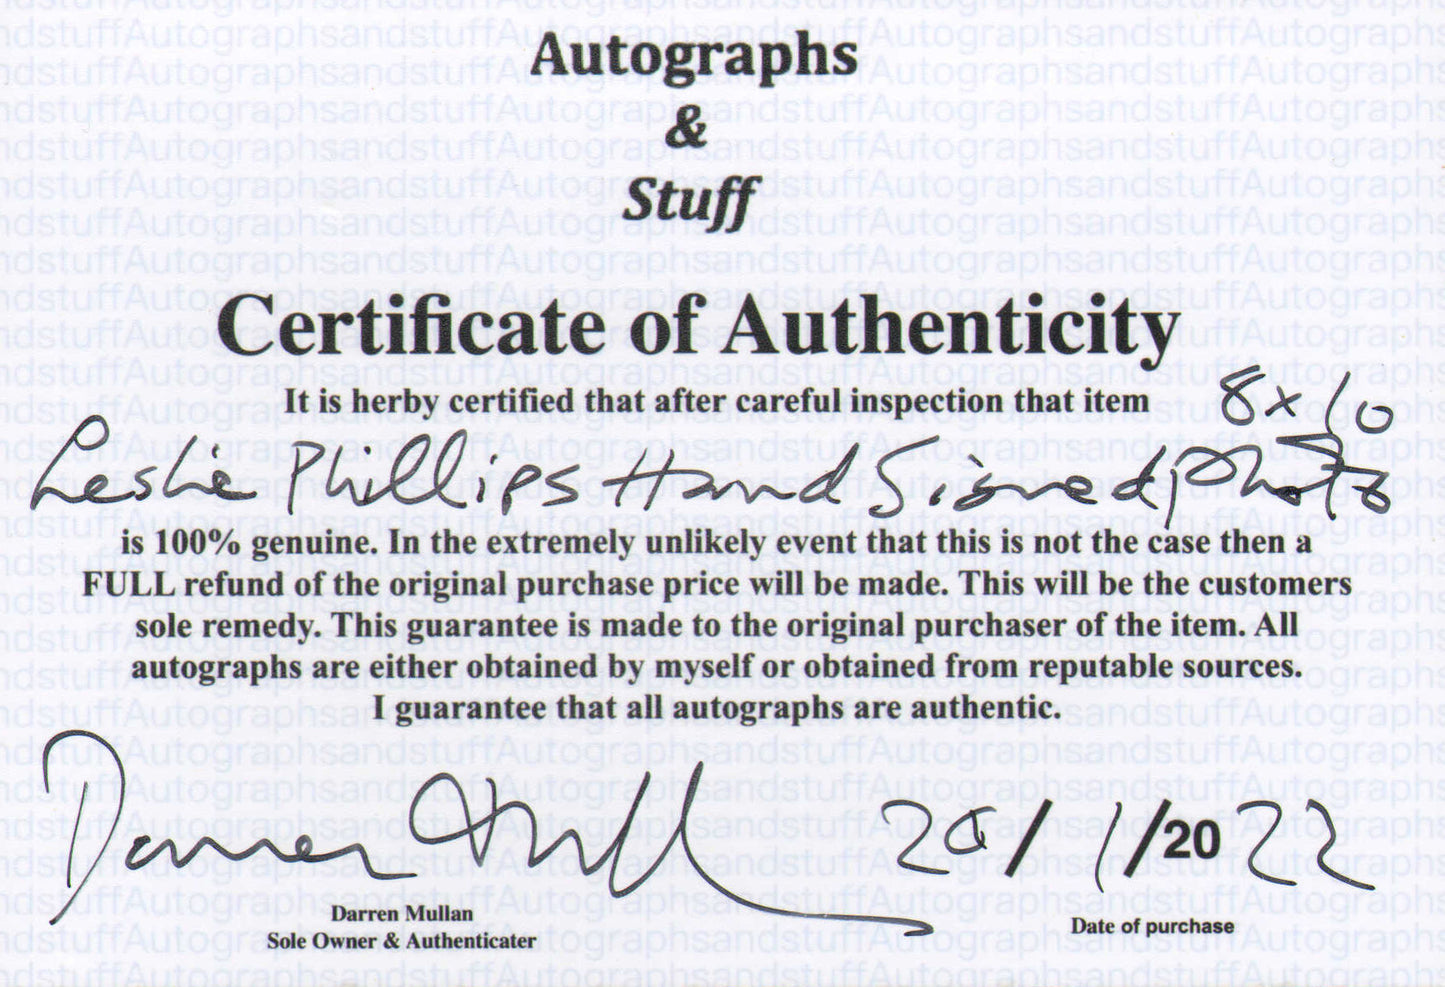 Autographs
&
Stuff
Certificate of Authenticity
It is herby certified that after careful inspection that item 8x10
Leslie Phillips Hand Signed Photo
is 100% genuine. In the extremely unlikely event that this is not the case then a
FULL refund of the original purchase price will be made. This will be the customers
sole remedy. This guarantee is made to the original purchaser of the item. All
autographs are either obtained by myself or obtained from reputable sources.
I guarantee that all autographs are authentic.
Darren Mullan / 1/2022
Darren Mullan
Sole Owner & Authenticater
Date of purchase